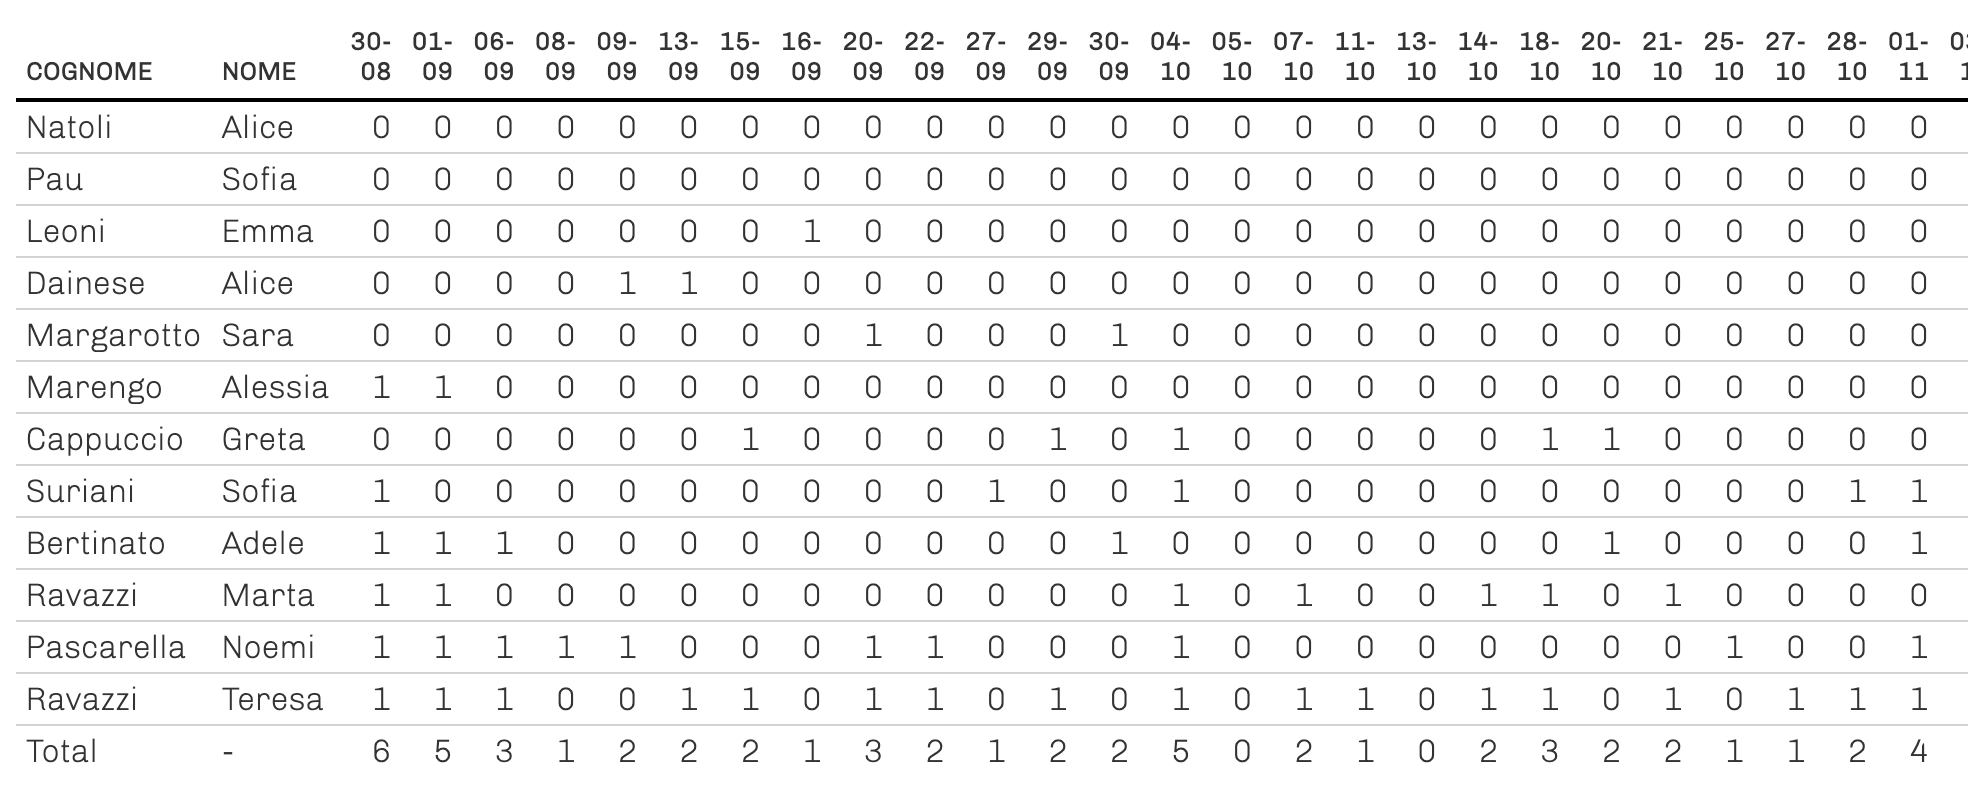 COGNOME NOME 30-08 01-09 06-09 08-09 09-09 13-09 15-09 16-09 20-09 22-09 27-09 29-09 30-09 04-10 05-10 07-10 11-10 13-10 14-10 18-10 20-10 21-10 25-10 27-10 28-10 01-11
Natoli Alice 0 0 0 0 0 0 0 0 0 0 0 0 0 0 0 0 0 0 0 0 0 0 0 0 0 0
Pau Sofia 0 0 0 0 0 0 0 0 0 0 0 0 0 0 0 0 0 0 0 0 0 0 0 0 0 0
Leoni Emma 0 0 0 0 0 0 0 1 0 0 0 0 0 0 0 0 0 0 0 0 0 0 0 0 0 0
Dainese Alice 0 0 0 0 1 1 0 0 0 0 0 0 0 0 0 0 0 0 0 0 0 0 0 0 0 0
Margarotto Sara 0 0 0 0 0 0 0 0 1 0 0 0 1 0 0 0 0 0 0 0 0 0 0 0 0 0
Marengo Alessia 1 1 0 0 0 0 0 0 0 0 0 0 0 0 0 0 0 0 0 0 0 0 0 0 0 0
Cappuccio Greta 0 0 0 0 0 0 1 0 0 0 0 1 0 1 0 0 0 0 0 1 1 0 0 0 0 0
Suriani Sofia 1 0 0 0 0 0 0 0 0 0 1 0 0 1 0 0 0 0 0 0 0 0 0 0 1 1
Bertinato Adele 1 1 1 0 0 0 0 0 0 0 0 0 1 0 0 0 0 0 0 0 1 0 0 0 0 1
Ravazzi Marta 1 1 0 0 0 0 0 0 0 0 0 0 0 1 0 1 0 0 1 1 0 1 0 0 0 0
Pascarella Noemi 1 1 1 1 1 0 0 0 1 1 0 0 0 1 0 0 0 0 0 0 0 0 1 0 0 1
Ravazzi Teresa 1 1 1 0 0 1 1 0 1 1 0 1 0 1 0 1 1 0 1 1 0 1 0 1 1 1
Total - 6 5 3 1 2 2 2 1 3 2 1 2 2 5 0 2 1 0 2 3 2 2 1 1 2 4